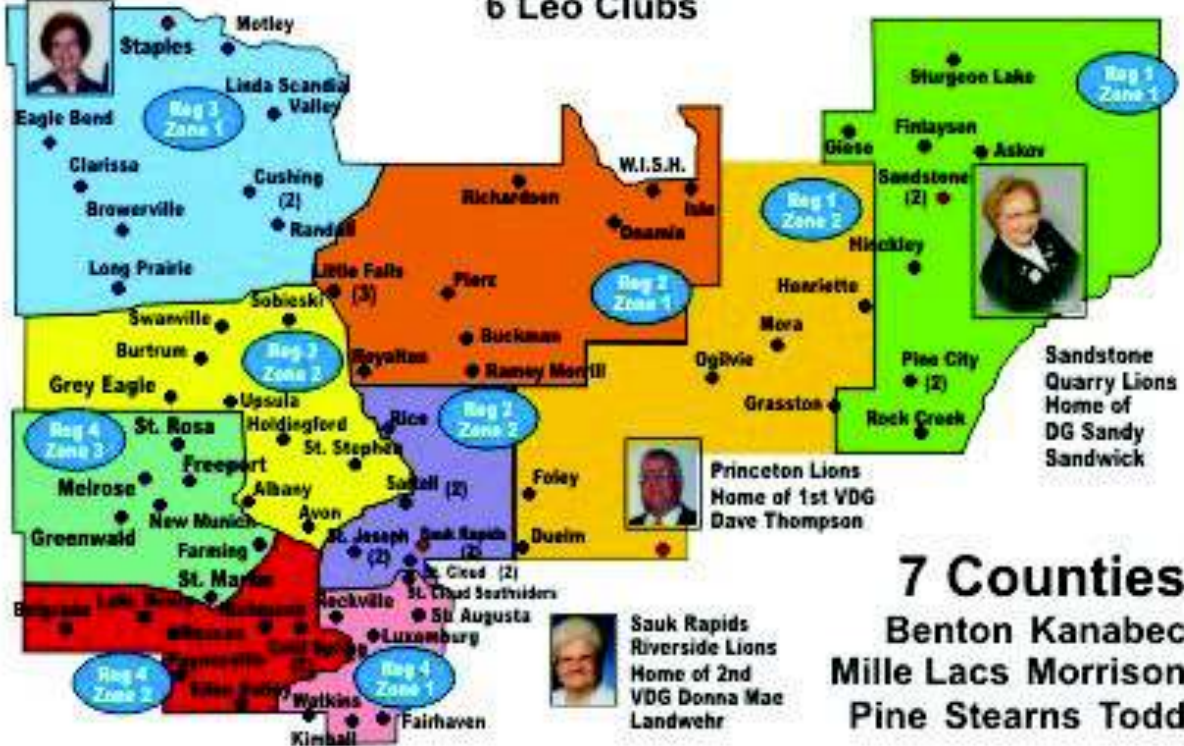 6 Leo Clubs
Staples
Motley
Linda Scandia
Valley
Reg 3
Zone 1
Eagle Bend
Clarissa
Browerville
Cushing
(2)
Randall
Long Prairie
Sturgeon Lake
Reg 1
Zone 1
Giese
Finlayson
Askov
Sandstone
(2)
Hinckley
W.I.S.H.
Richardson
Isle
Onamia
Reg 1
Zone 2
Little Falls
(3)
Pierz
Reg 2
Zone 1
Henriette
Sobieski
Swanville
Burtrum
Buckman
Mora
Royalton
Ramey Morrill
Ogilvie
Pine City
(2)
Grasston
Rock Creek
Sandstone
Quarry Lions
Home of
DG Sandy
Sandwick
Zone 2
Grey Eagle
Upsula
Reg 4
Zone 3
St. Rosa
Holdingford
St. Stephen
Rice
Reg 2
Zone 2
Freeport
Melrose
New Munich
Albany
Avon
Sartell (2)
Foley
Greenwald
Farming
St. Joseph
(2)
Sauk Rapids
(2)
Duelm
Princeton Lions
Home of 1st VDG
Dave Thompson
St. Martin
St. Cloud (2)
St. Cloud Southsiders
Rockville
St. Augusta
Luxemburg
Belgrade
Roscoe
Cold Spring
Reg 4
Zone 2
Eden Valley
Reg 4
Zone 1
Watkins
Kimball
Fairhaven
Sauk Rapids
Riverside Lions
Home of 2nd
VDG Donna Mae
Landwehr
7 Counties
Benton Kanabec
Mille Lacs Morrison
Pine Stearns Todd